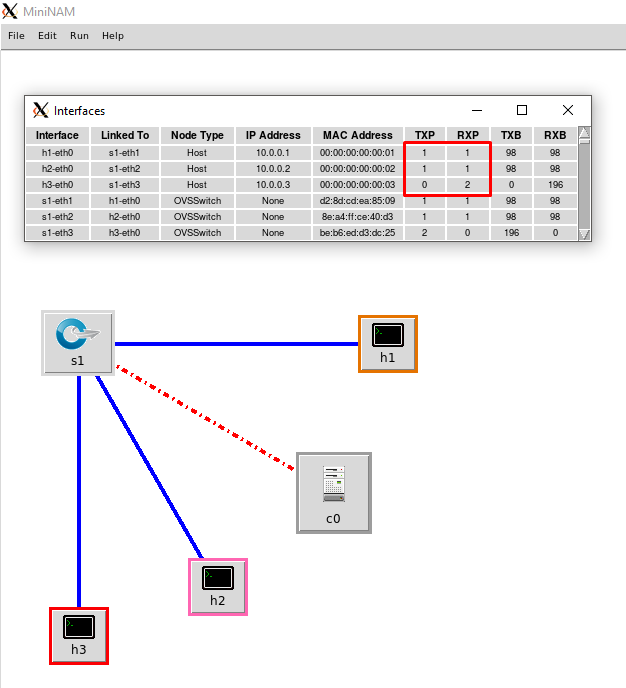 MiniNAM
File Edit Run Help
Interfaces
Interface Linked To Node Type IP Address MAC Address TXP RXP TXB RXB
h1-eth0 s1-eth1 Host 10.0.0.1 00:00:00:00:00:01 1 1 98 98
h2-eth0 s1-eth2 Host 10.0.0.2 00:00:00:00:00:02 1 1 98 98
h3-eth0 s1-eth3 Host 10.0.0.3 00:00:00:00:00:03 0 2 0 196
s1-eth1 h1-eth0 OVSSwitch None d2:8d:cd:ea:85:09 1 1 98 98
s1-eth2 h2-eth0 OVSSwitch None 8e:a4:ff:ce:40:d3 1 1 98 98
s1-eth3 h3-eth0 OVSSwitch None be:b6:ed:d3:dc:25 2 0 196 0
s1
h1
c0
h2
h3